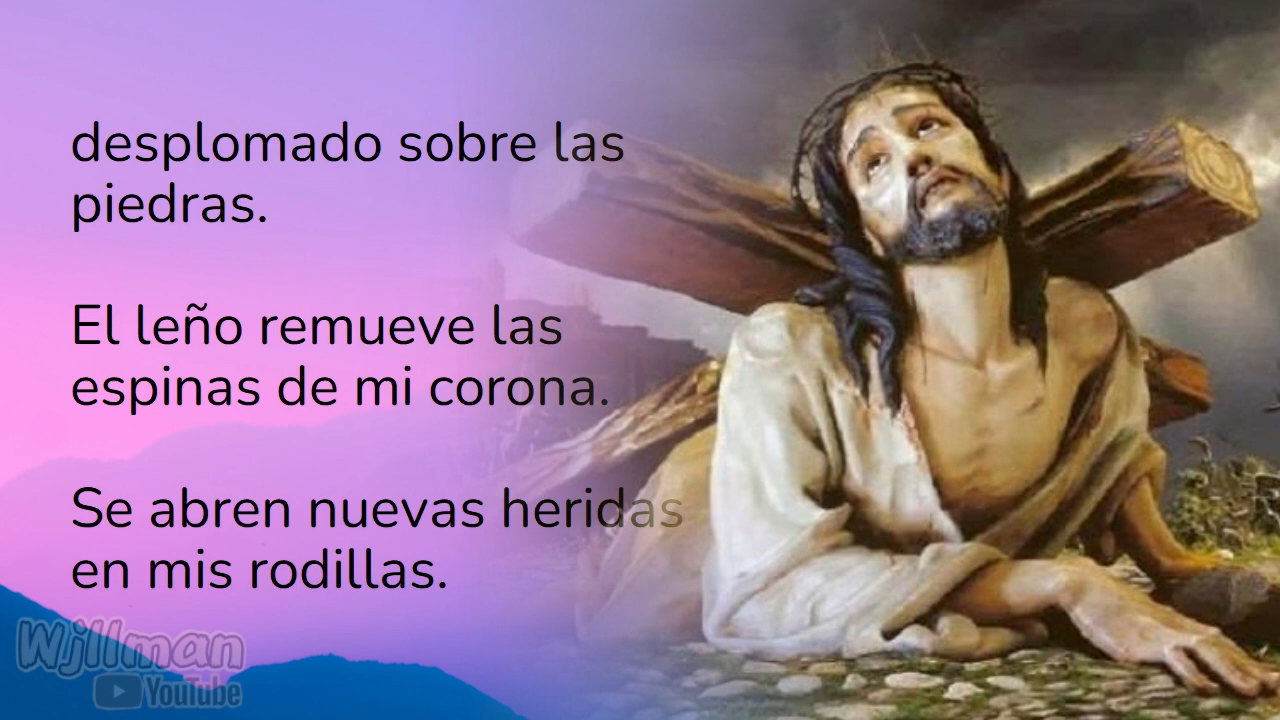 desplomado sobre las
piedras.
El leño remueve las
espinas de mi corona.
Se abren nuevas heridas
en mis rodillas.
Wjllman
YouTube